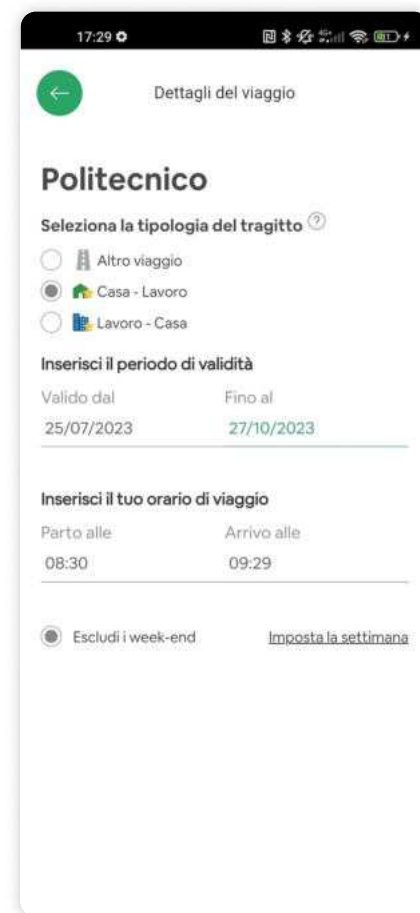 17:29
Dettagli del viaggio
Politecnico
Seleziona la tipologia del tragitto ?
Altro viaggio
Casa - Lavoro
Lavoro - Casa
Inserisci il periodo di validità
Valido dal Fino al
25/07/2023 27/10/2023
Inserisci il tuo orario di viaggio
Parto alle Arrivo alle
08:30 09:29
Escludi i week-end Imposta la settimana